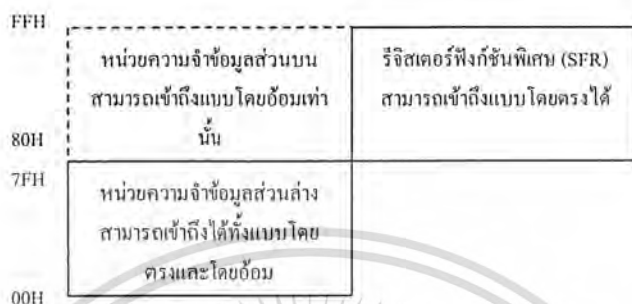 FFH
หน่วยความจำข้อมูลส่วนบน
สามารถเข้าถึงแบบโดยอ้อมเท่า
นั้น
รีจิสเตอร์ฟังก์ชันพิเศษ (SFR)
สามารถเข้าถึงแบบโดยตรงได้
80H
7FH
หน่วยความจำข้อมูลส่วนล่าง
สามารถเข้าถึงได้ทั้งแบบโดย
ตรงและโดยอ้อม
00H